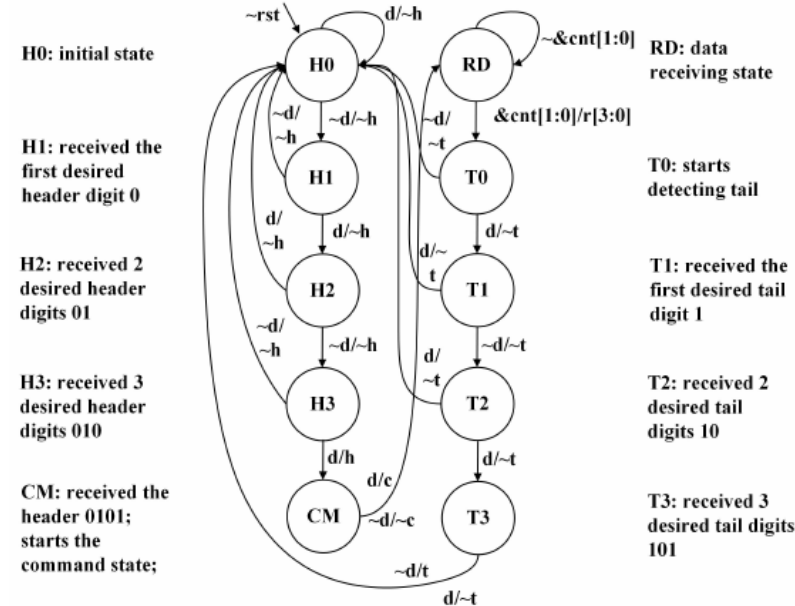 ~rst
d/~h
~&cnt[1:0]
H0: initial state
H0
RD
RD: data
receiving state
~d/
~h
~d/~h
~d/
~t
&cnt[1:0]/r[3:0]
H1: received the
first desired
header digit 0
H1
T0
T0: starts
detecting tail
d/
~h
d/~h
d/~
t
d/~t
H2: received 2
desired header
digits 01
H2
T1
T1: received the
first desired tail
digit 1
~d/
~h
~d/~h
d/
~t
~d/~t
H3: received 3
desired header
digits 010
H3
T2
T2: received 2
desired tail
digits 10
d/h
d/c
d/~t
CM: received the
header 0101;
starts the
command state;
CM
~d/~c
T3
T3: received 3
desired tail digits
101
~d/t
d/~t